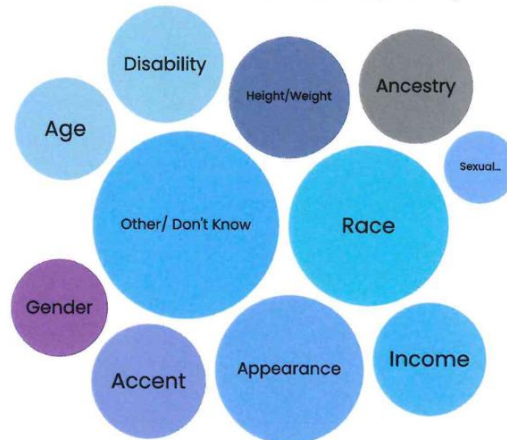 Disability
Height/Weight
Ancestry
Age
Sexual...
Other/ Don't Know
Race
Gender
Accent
Appearance
Income